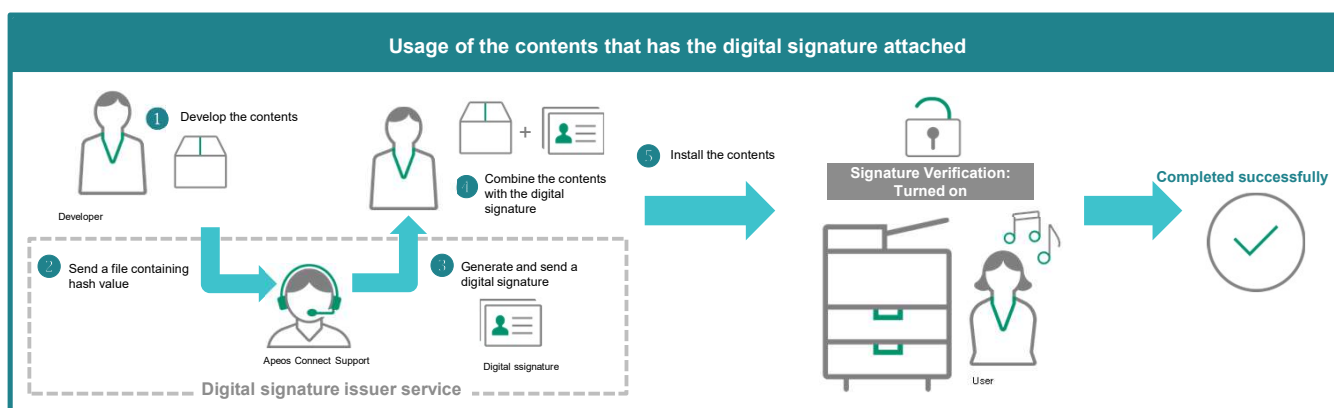 Usage of the contents that has the digital signature attached
1
Develop the contents
Developer
2
Send a file containing
hash value
Apeos Connect Support
3
Generate and send a
digital signature
Digital ssignature
Digital signature issuer service
+
4
Combine the contents
with the digital
signature
5
Install the contents
Signature Verification:
Turned on
User
Completed successfully